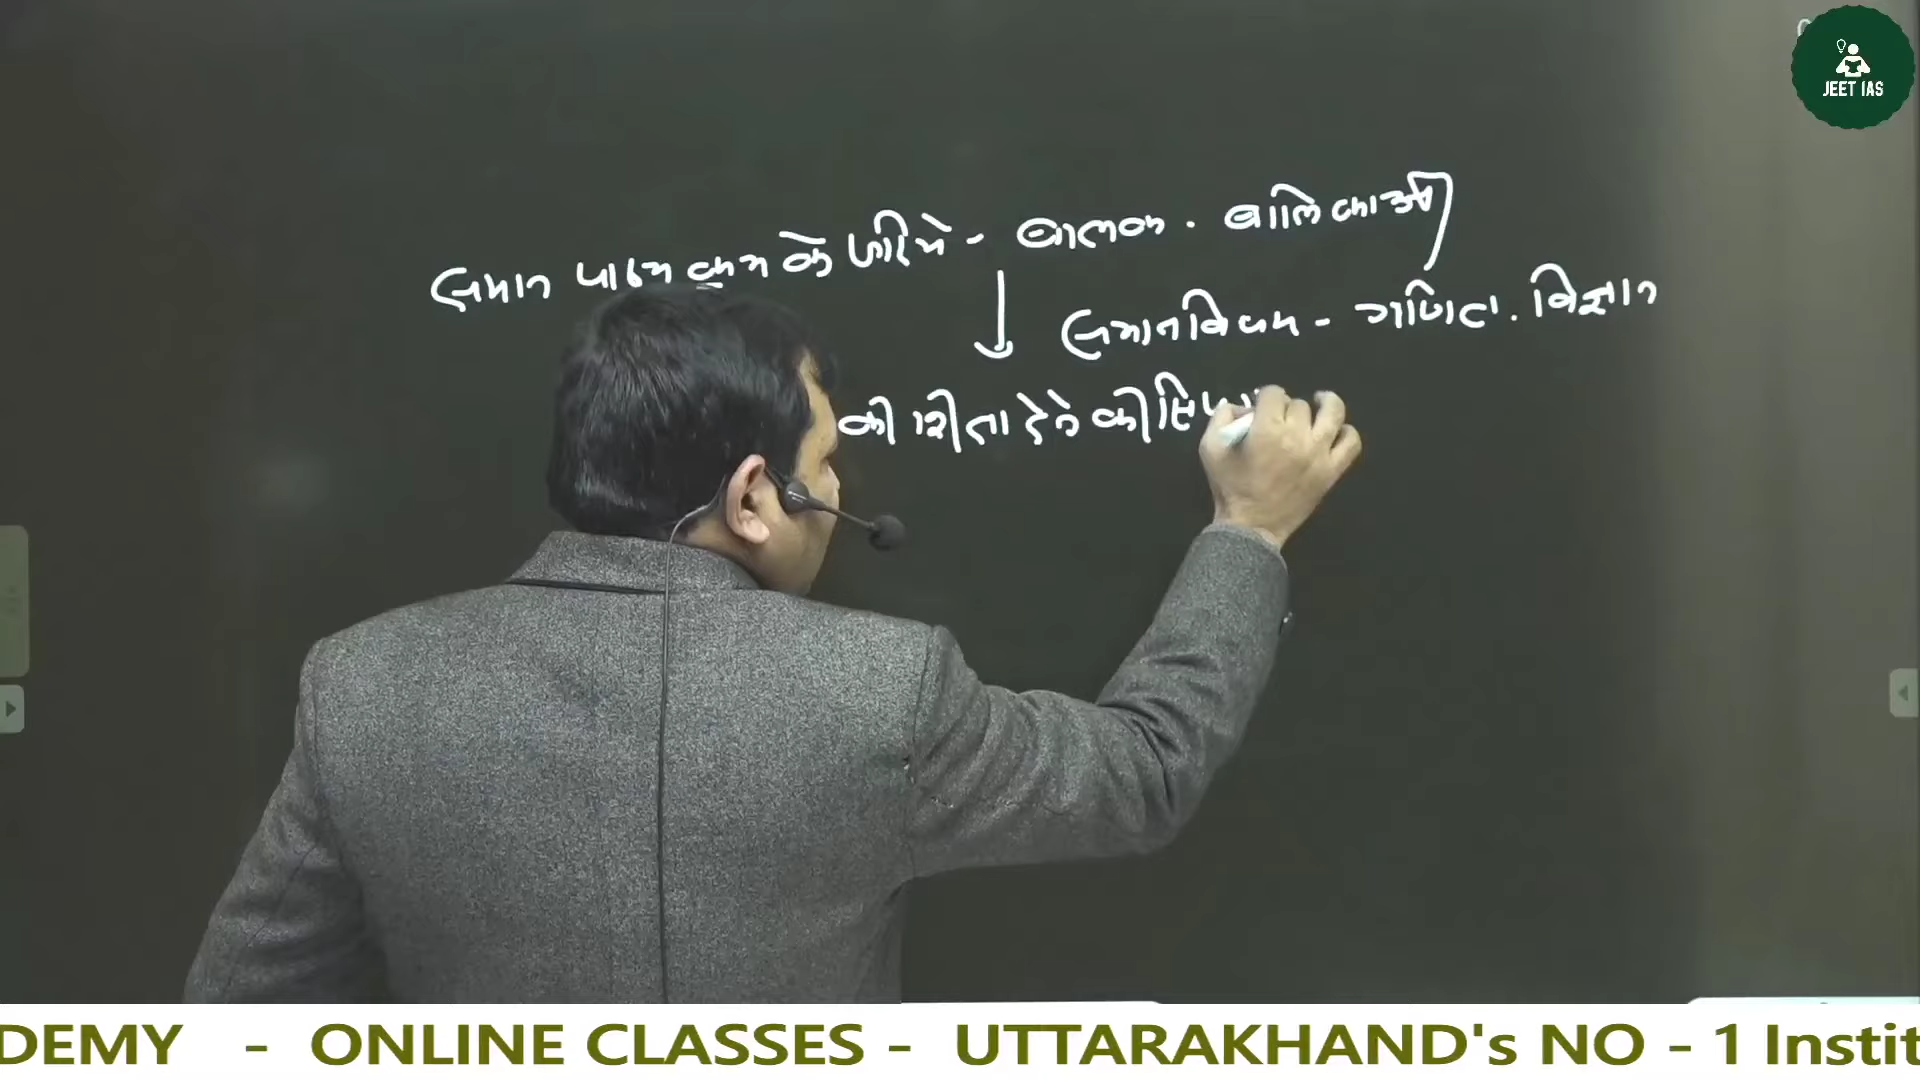 JEET IAS
समान पाठ्यक्रम के जरिये - बालक . बालिकाओं
समान विषय - गणित . विज्ञान
की शिक्षा देने की सिफा
DEMY - ONLINE CLASSES - UTTARAKHAND's NO - 1 Instit